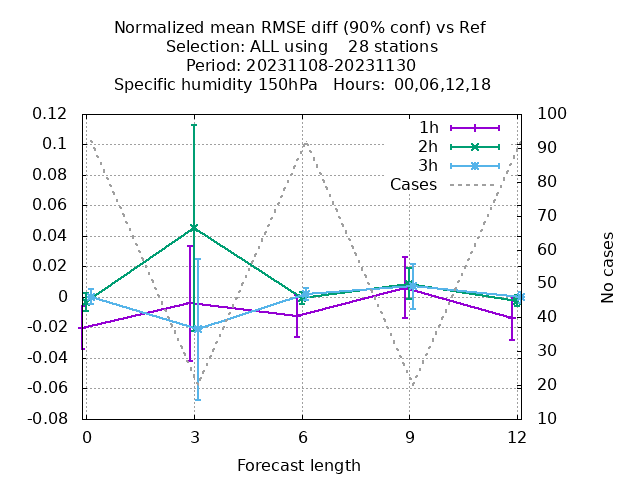 Normalized mean RMSE diff (90% conf) vs Ref
Selection: ALL using    28 stations
Period: 20231108-20231130
Specific humidity 150hPa   Hours: 00,06,12,18
0.12
0.1
0.08
0.06
0.04
0.02
0
-0.02
-0.04
-0.06
-0.08
1h
2h
3h
Cases
100
90
80
70
60
50
40
30
20
10
No cases
0 3 6 9 12
Forecast length